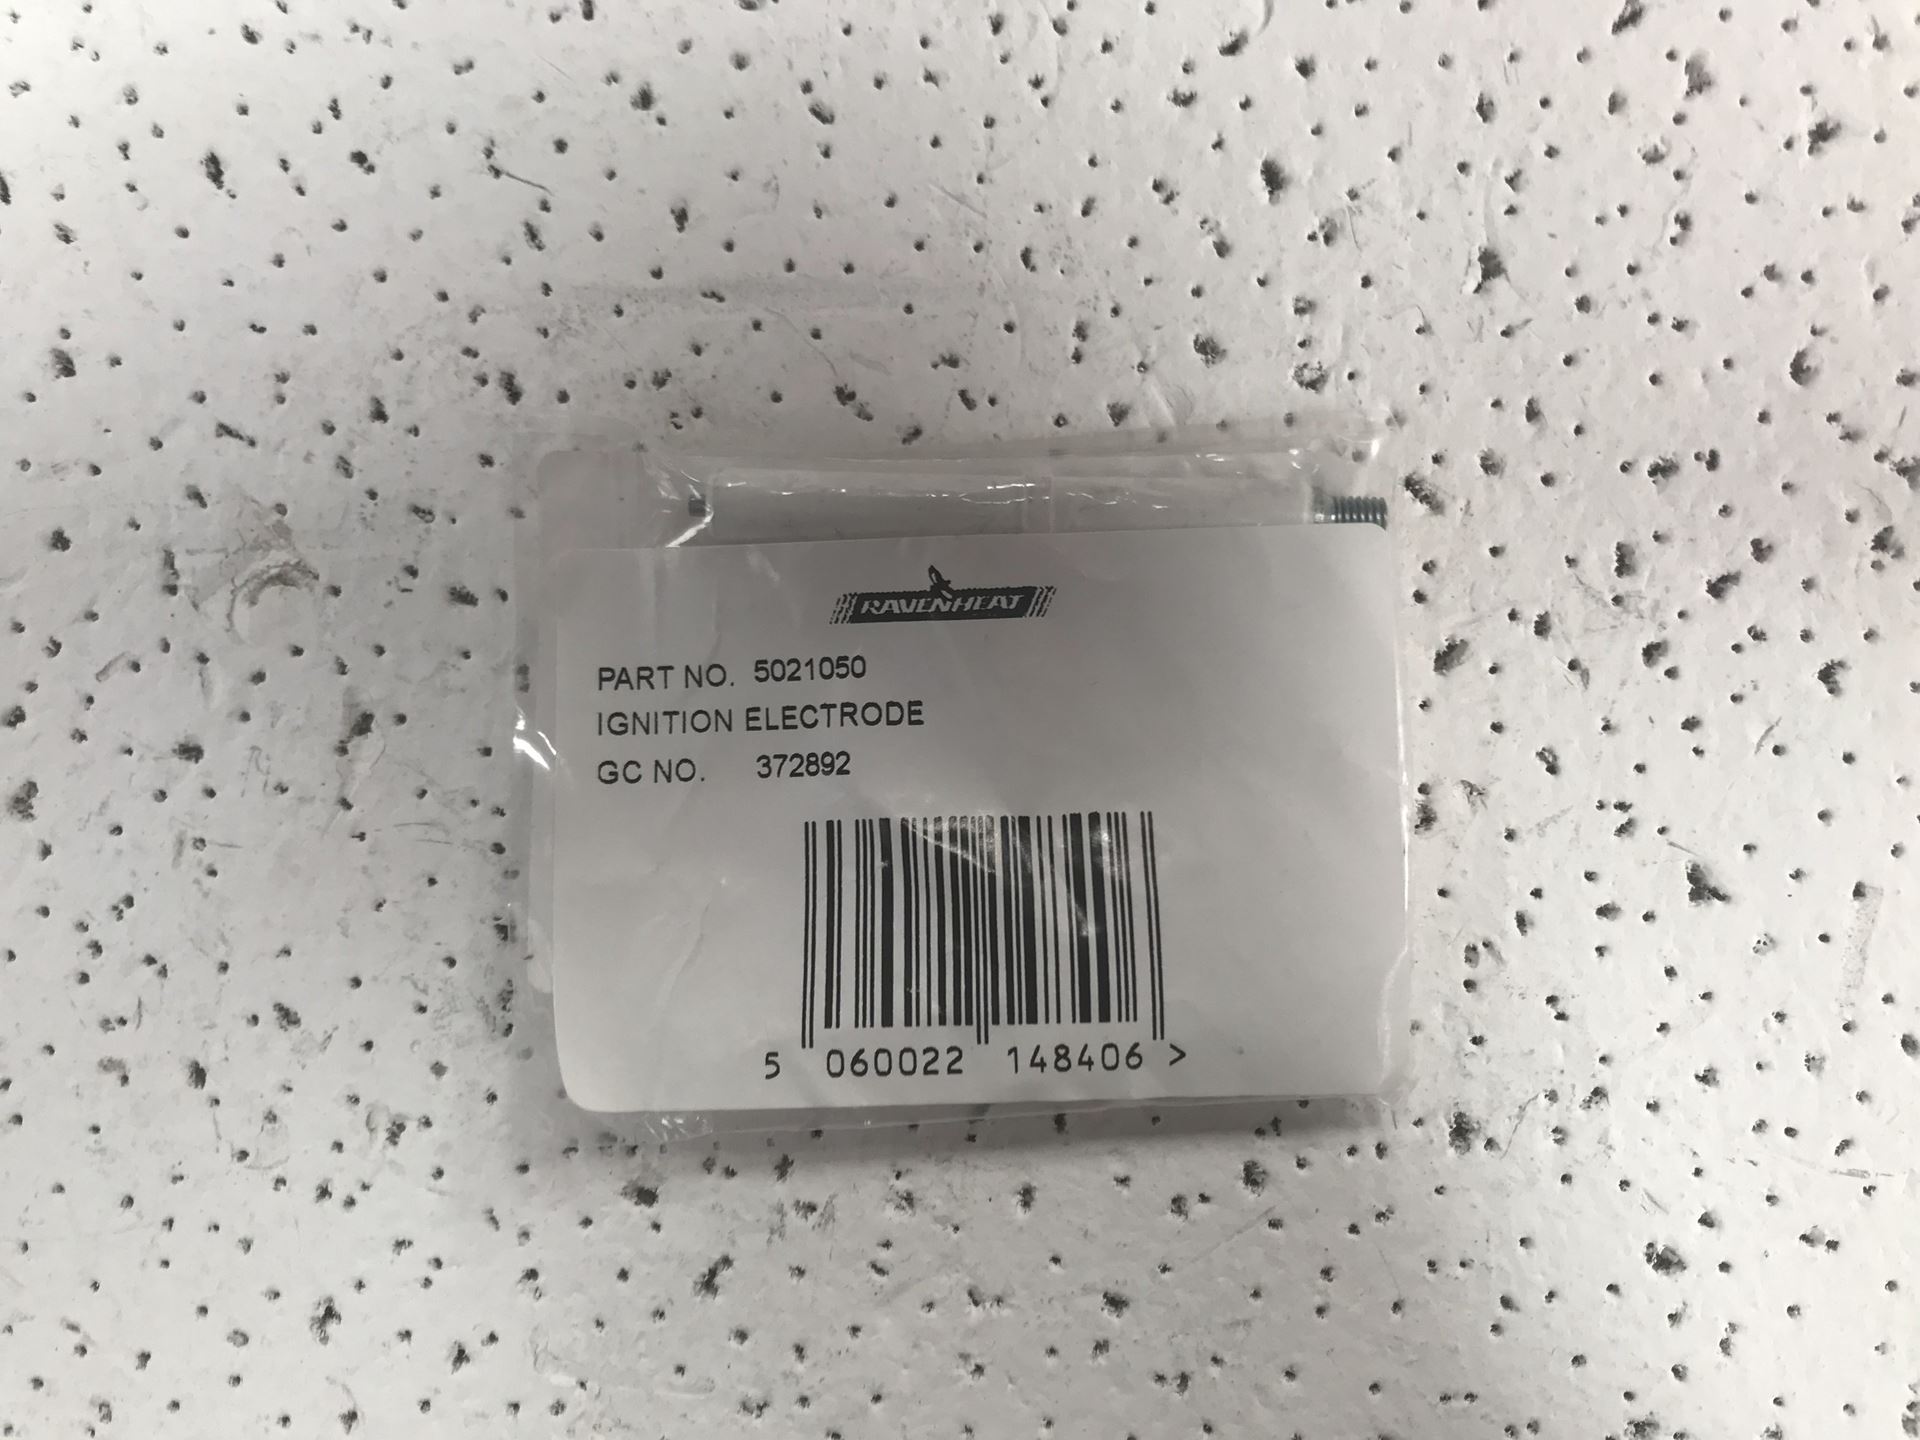 RAVENHEAT
PART NO. 5021050
IGNITION ELECTRODE
GC NO. 372892
5 060022 148406 >